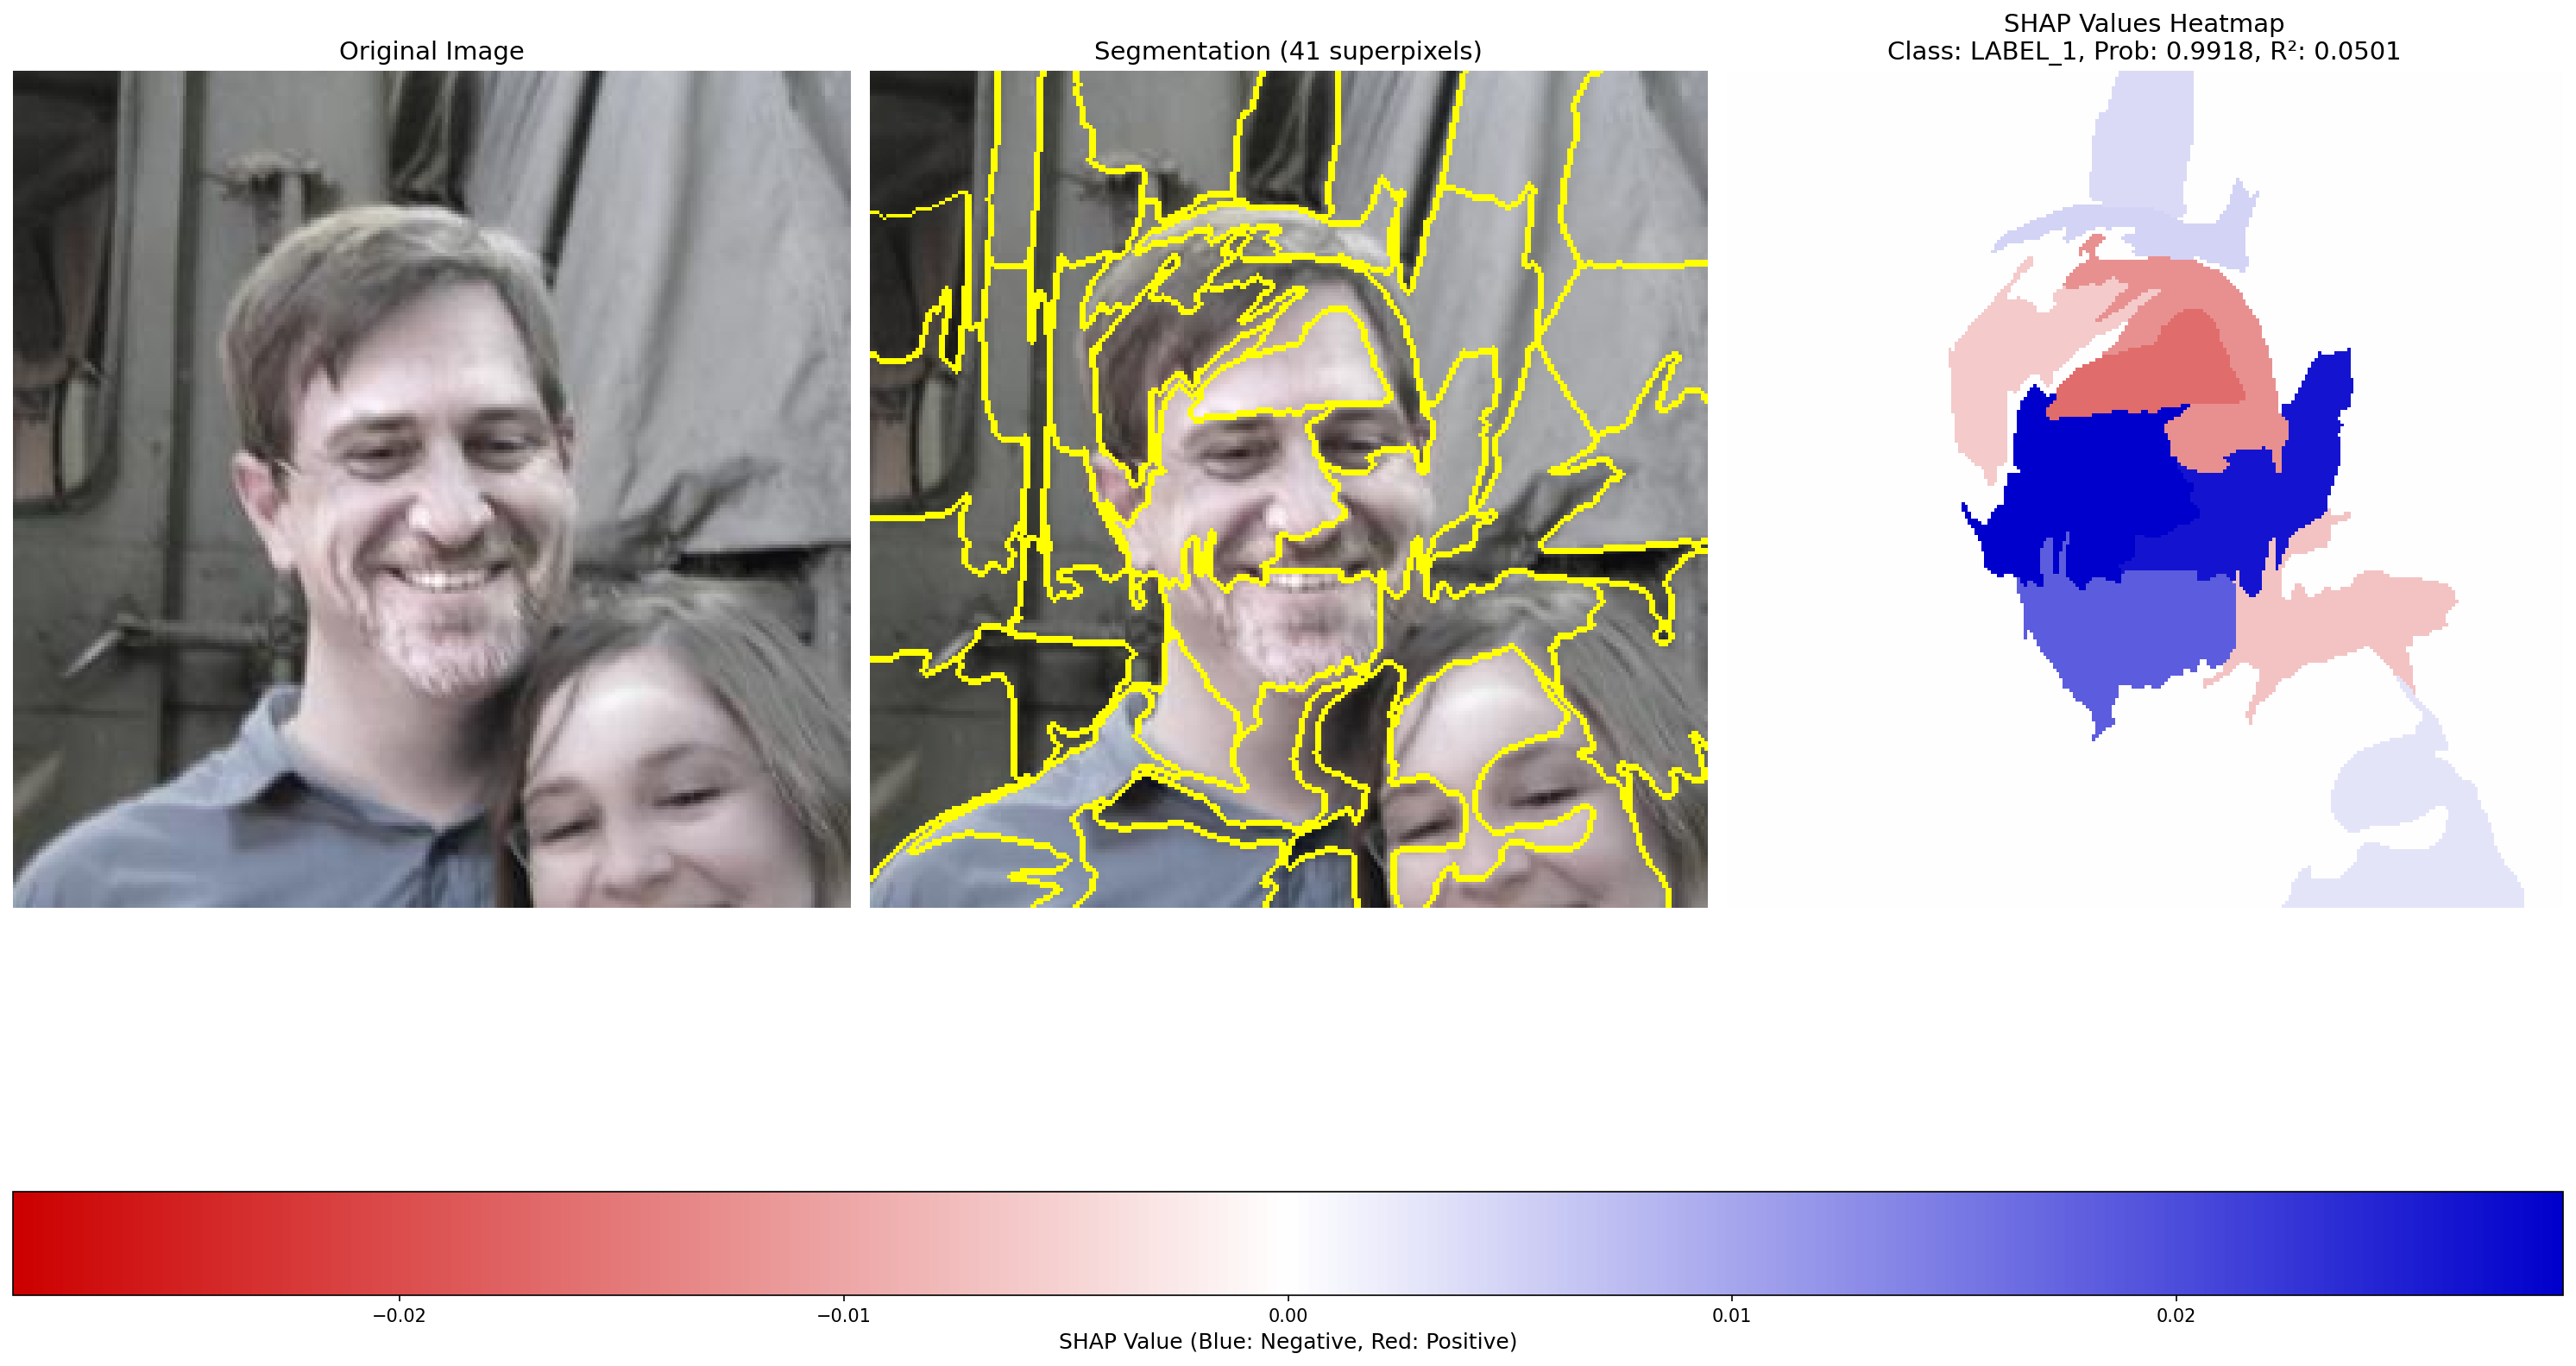 Original Image
Segmentation (41 superpixels)
SHAP Values Heatmap
Class: LABEL_1, Prob: 0.9918, R²: 0.0501
−0.02
−0.01
0.00
0.01
0.02
SHAP Value (Blue: Negative, Red: Positive)